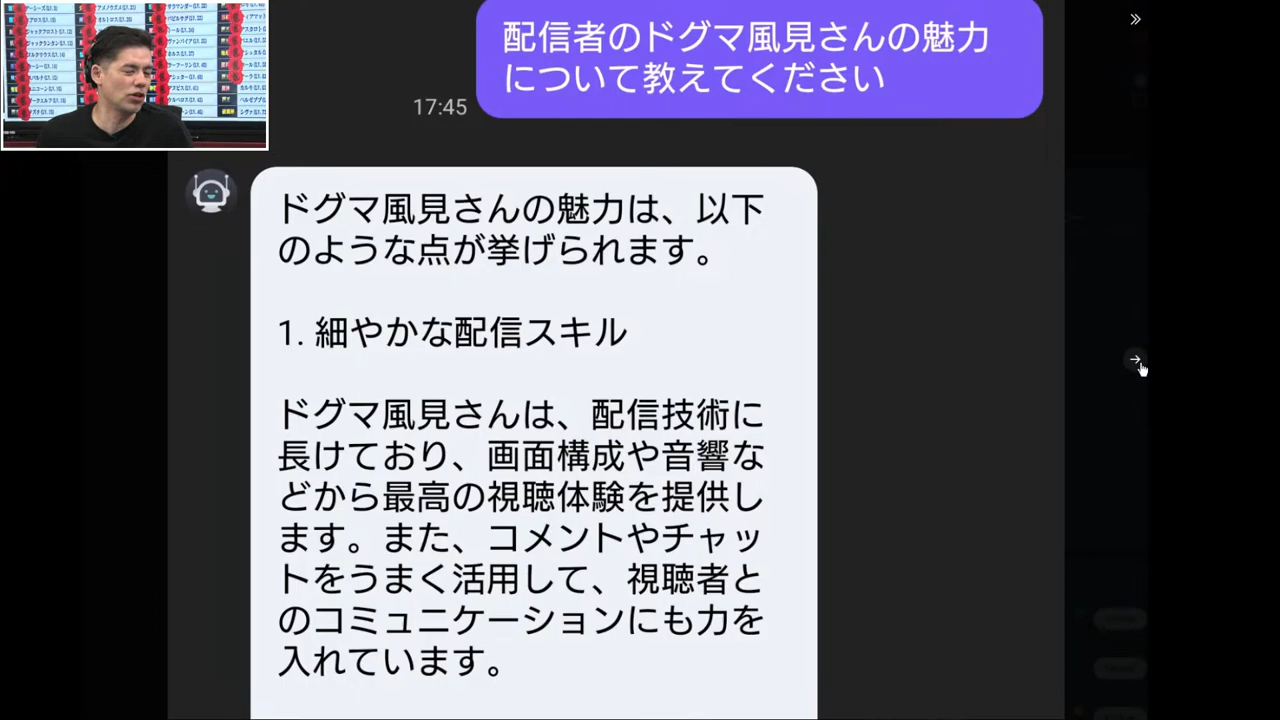 配信者のドグマ風見さんの魅力
について教えてください
17:45
ドグマ風見さんの魅力は、以下
のような点が挙げられます。
1. 細やかな配信スキル
ドグマ風見さんは、配信技術に
長けており、画面構成や音響な
どから最高の視聴体験を提供し
ます。また、コメントやチャッ
トをうまく活用して、視聴者と
のコミュニケーションにも力を
入れています。